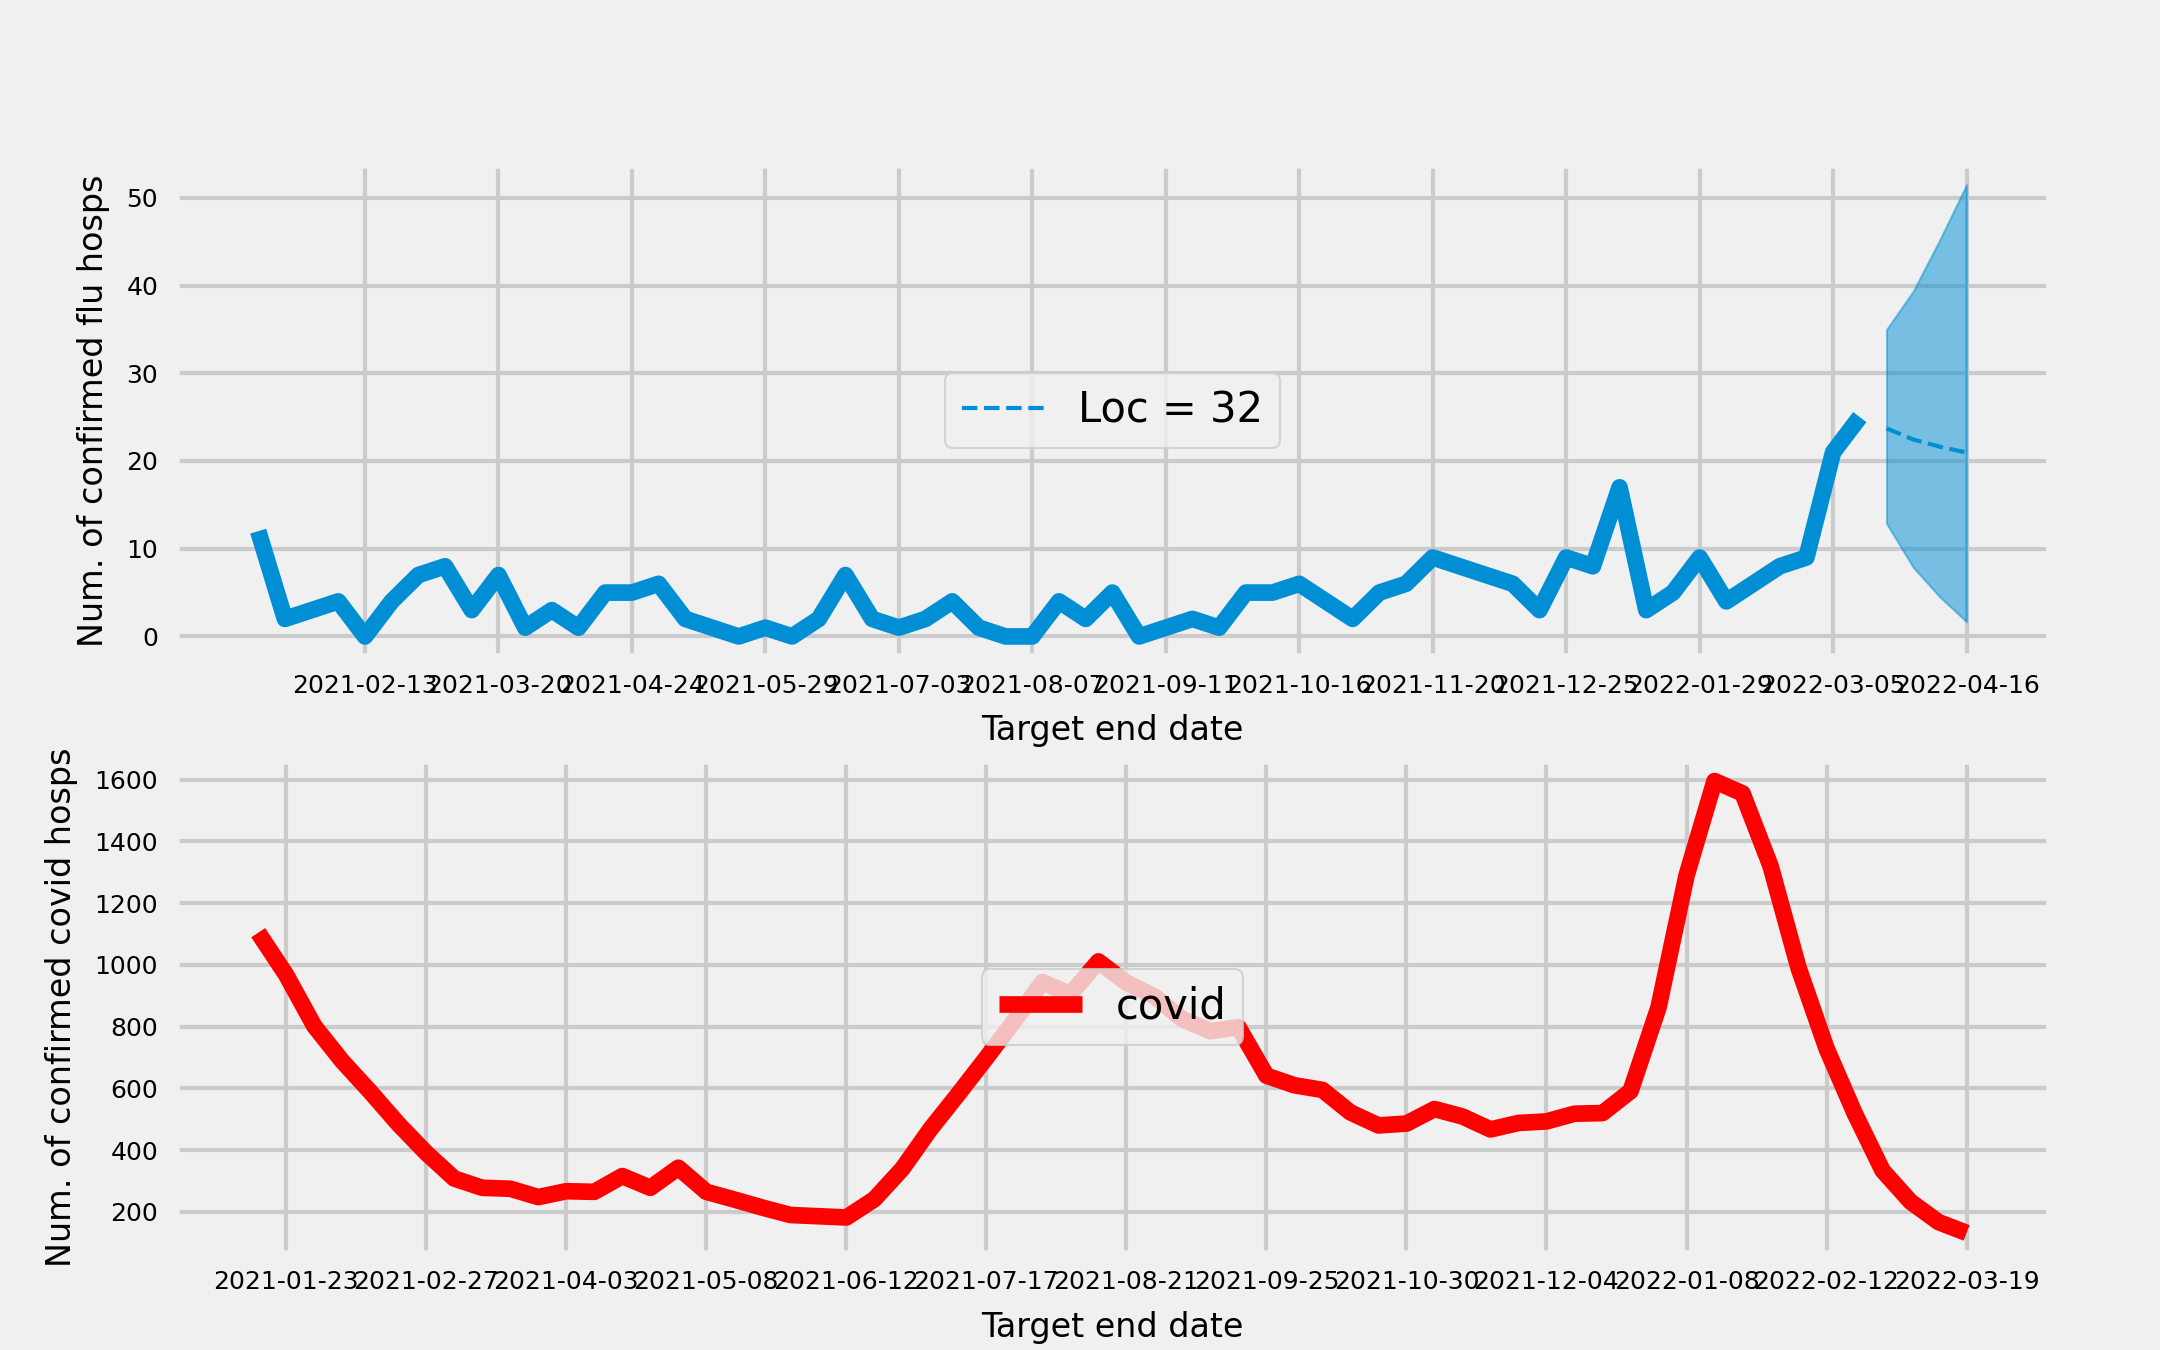 Num. of confirmed flu hosps
50
40
30
20
10
0
Loc = 32
2021-02-13 2021-03-20 2021-04-24 2021-05-29 2021-07-03 2021-08-07 2021-09-11 2021-10-16 2021-11-20 2021-12-25 2022-01-29 2022-03-05 2022-04-16
Target end date
Num. of confirmed covid hosps
1600
1400
1200
1000
800
600
400
200
covid
2021-01-23 2021-02-27 2021-04-03 2021-05-08 2021-06-12 2021-07-17 2021-08-21 2021-09-25 2021-10-30 2021-12-04 2022-01-08 2022-02-12 2022-03-19
Target end date